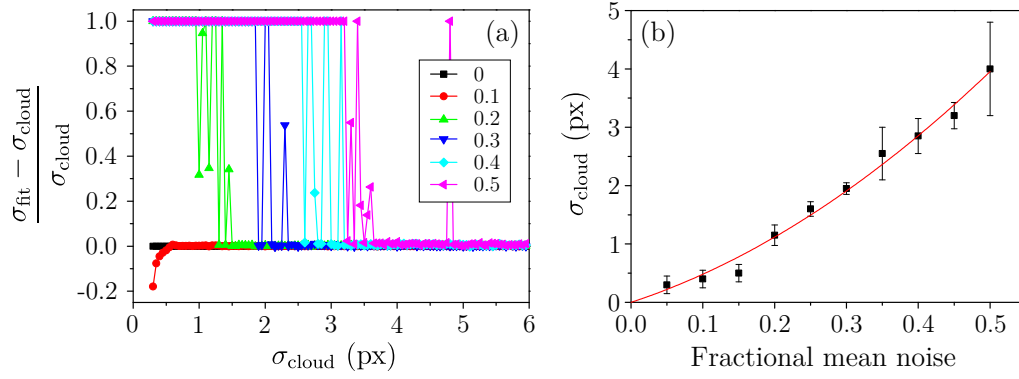 (a)
1.0
0.8
0.6
0.4
0.2
0.0
-0.2
σfit − σcloud
σcloud
0
0.1
0.2
0.3
0.4
0.5
0 1 2 3 4 5 6
σcloud (px)
(b)
5
4
3
2
1
0
σcloud (px)
0.0 0.1 0.2 0.3 0.4 0.5
Fractional mean noise